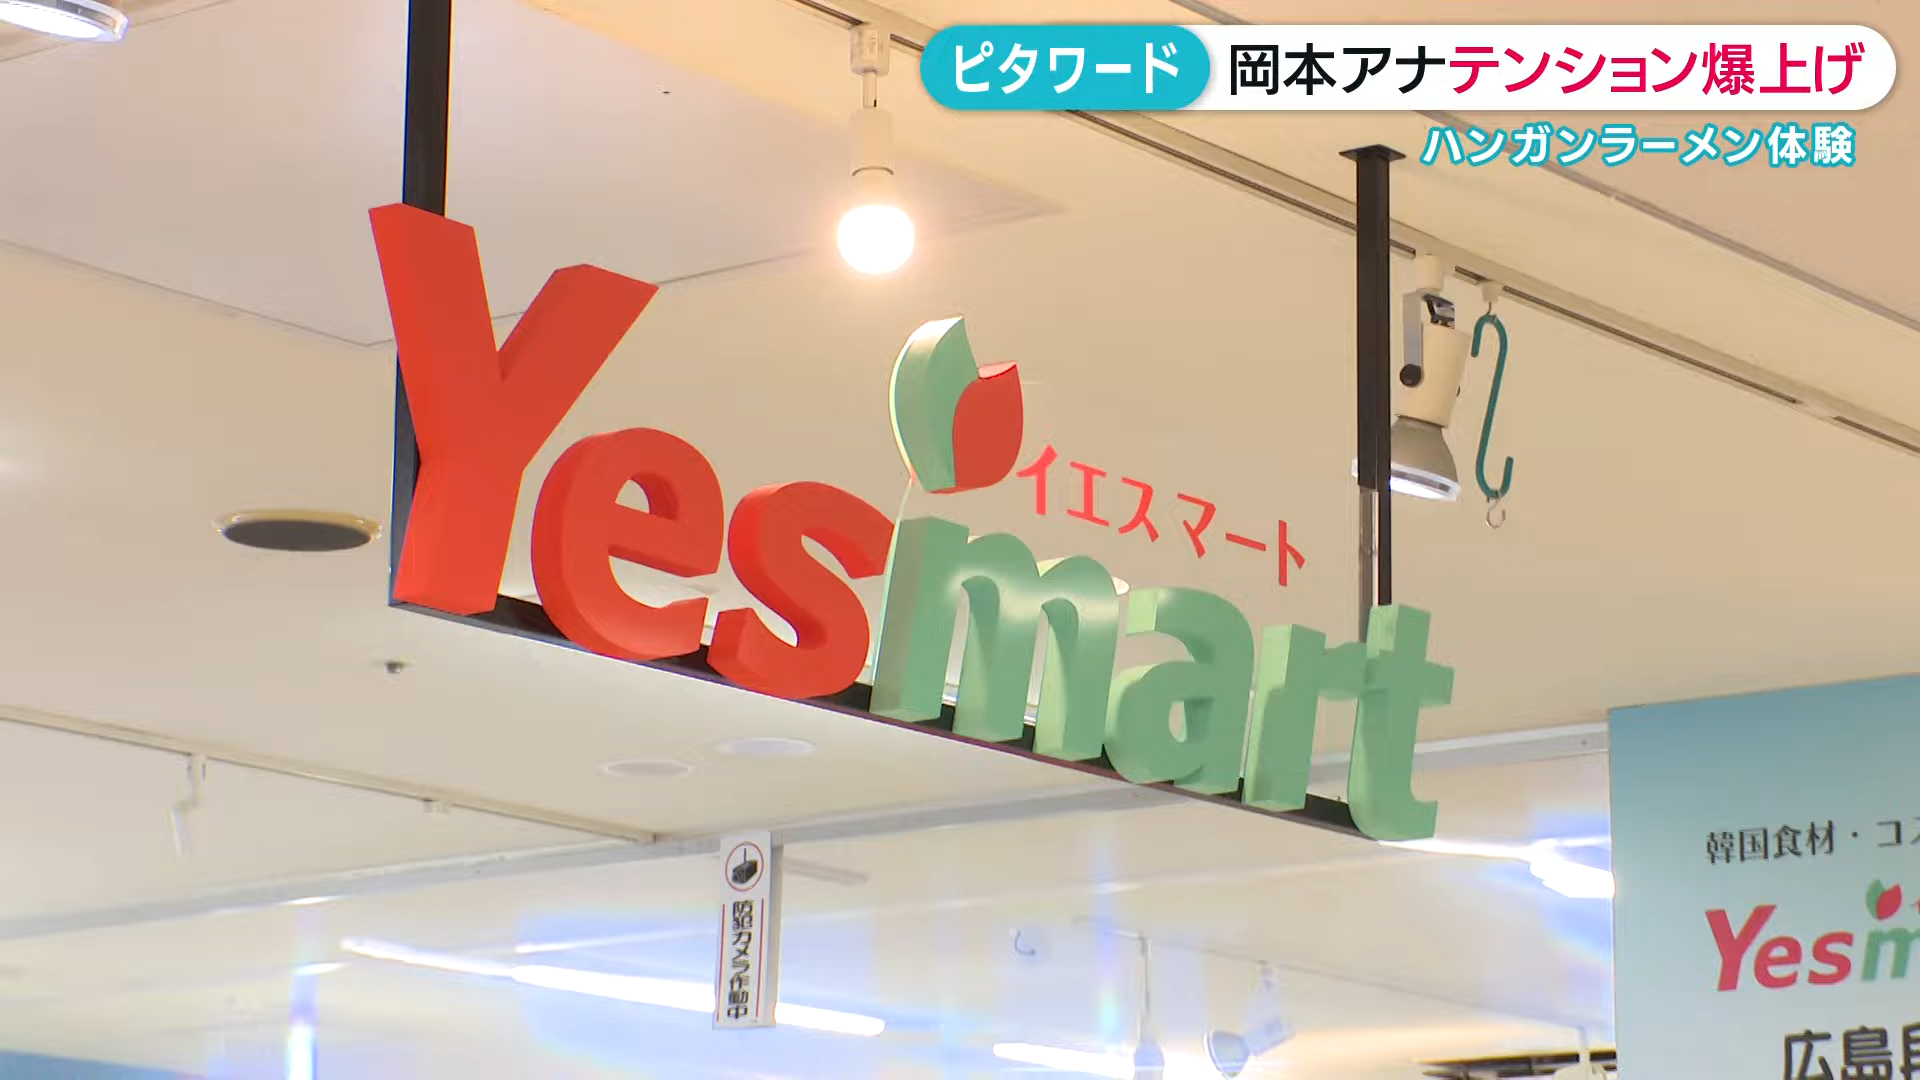 ピタワード 岡本アナテンション爆上げ
ハンガンラーメン体験
イエスマート
Yesmart
防犯カメラ作動中
韓国食材・コス
Yesm
広島